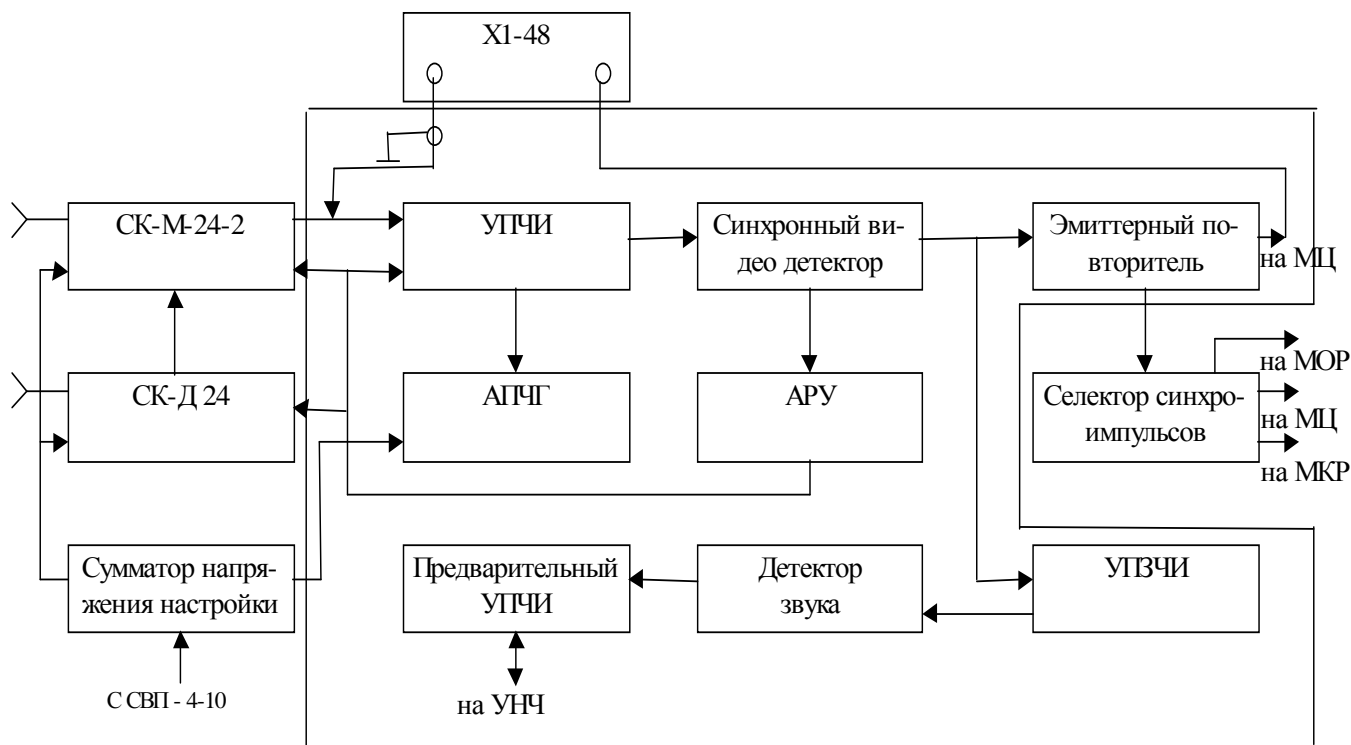 Х1-48
СК-М-24-2
УПЧИ
Синхронный ви-
део детектор
Эмиттерный по-
вторитель
на МЦ
на МОР
СК-Д 24
АПЧГ
АРУ
Селектор синхро-
импульсов
на МЦ
на МКР
Сумматор напря-
жения настройки
Предварительный
УПЧИ
Детектор
звука
УПЗЧИ
С СВП - 4-10
на УНЧ